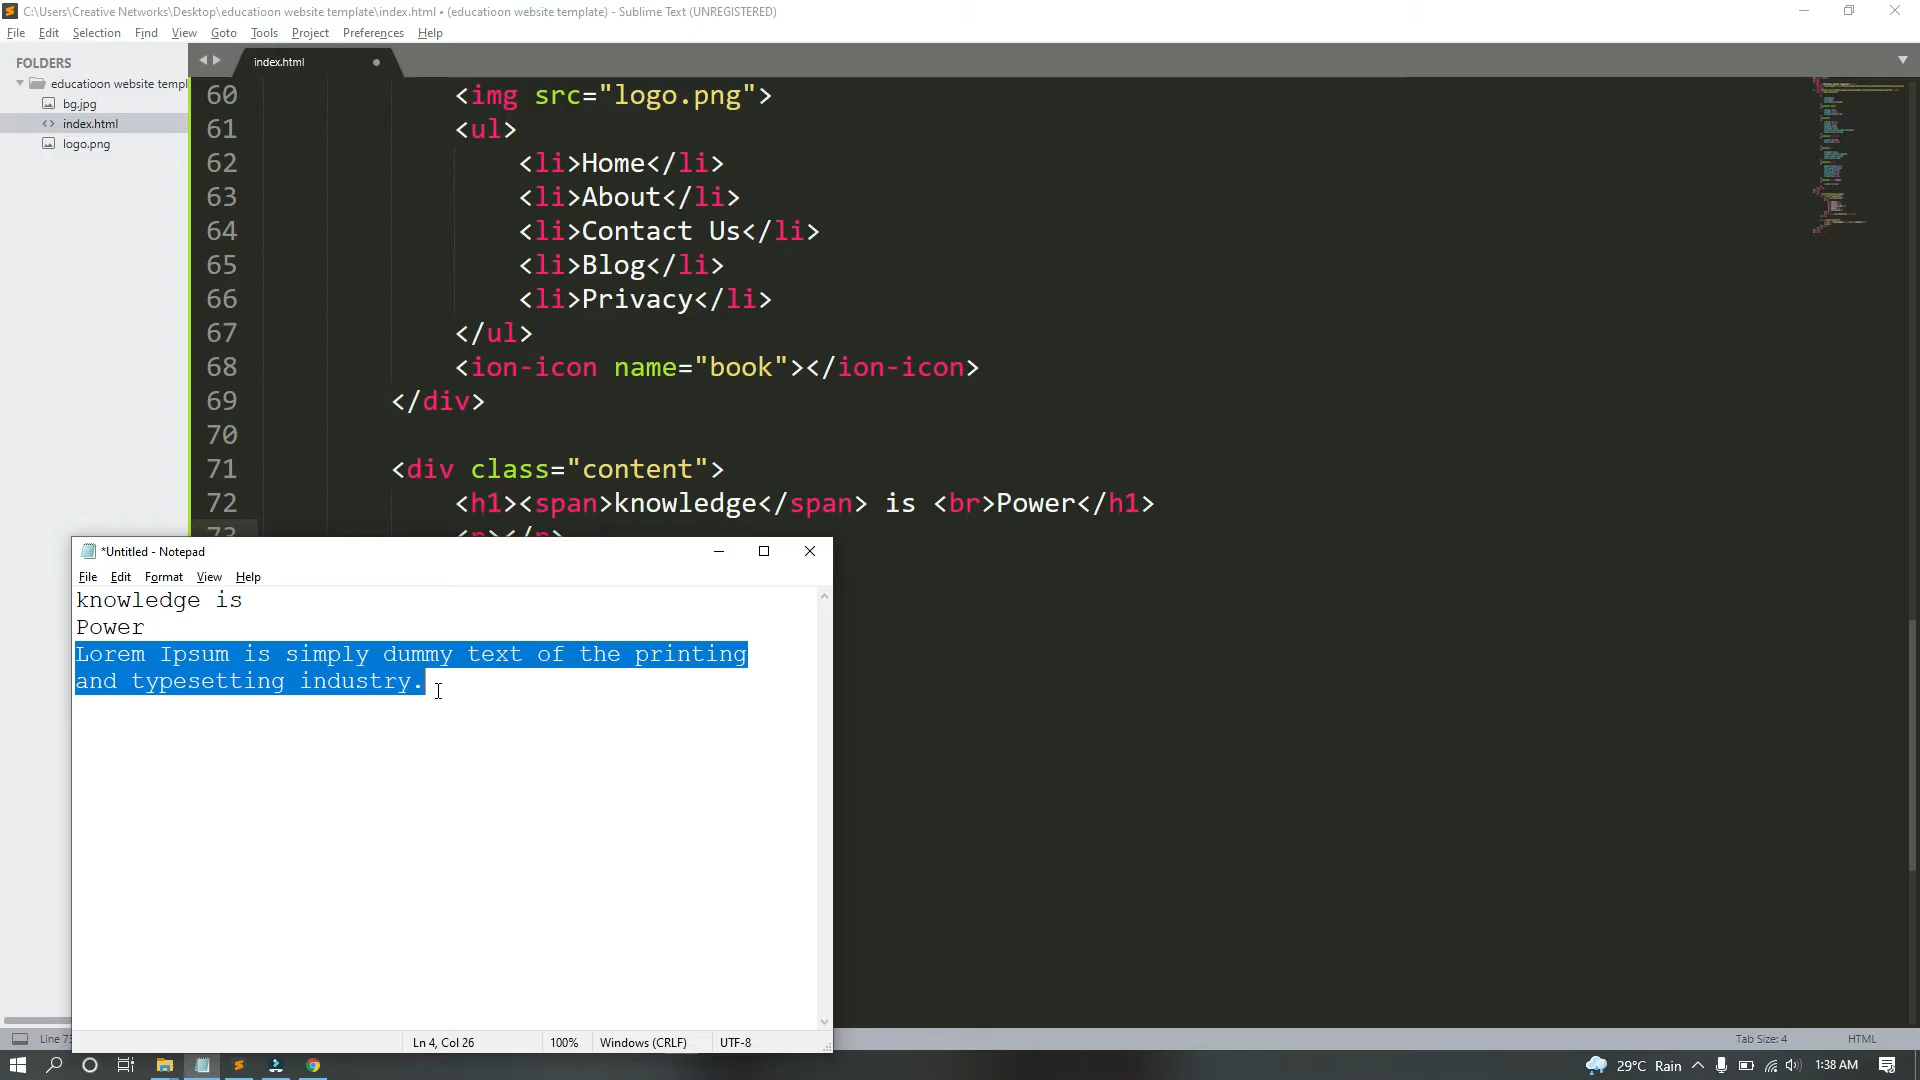 C:\Users\Creative Networks\Desktop\educatioon website template\index.html • (educatioon website template) - Sublime Text (UNREGISTERED)
File Edit Selection Find View Goto Tools Project Preferences Help
FOLDERS
educatioon website templ
bg.jpg
<> index.html
logo.png
index.html
60 <img src="logo.png">
61 <ul>
62 <li>Home</li>
63 <li>About</li>
64 <li>Contact Us</li>
65 <li>Blog</li>
66 <li>Privacy</li>
67 </ul>
68 <ion-icon name="book"></ion-icon>
69 </div>
70
71 <div class="content">
72 <h1><span>knowledge</span> is <br>Power</h1>
73 <p></p>
*Untitled - Notepad
File Edit Format View Help
knowledge is
Power
Lorem Ipsum is simply dummy text of the printing
and typesetting industry.
Ln 4, Col 26 100% Windows (CRLF) UTF-8
Line 73
Tab Size: 4 HTML
29°C Rain 1:38 AM